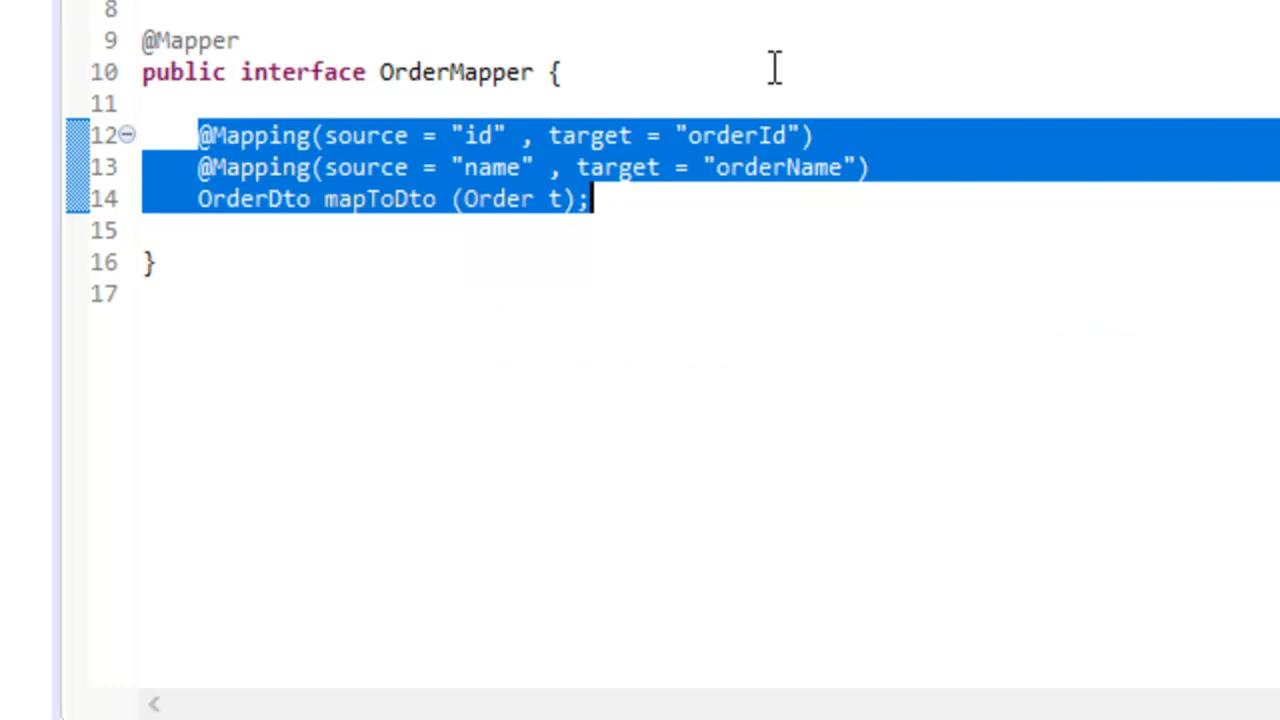 8
9 @Mapper
10 public interface OrderMapper {
11
12 @Mapping(source = "id" , target = "orderId")
13 @Mapping(source = "name" , target = "orderName")
14 OrderDto mapToDto (Order t);
15
16 }
17